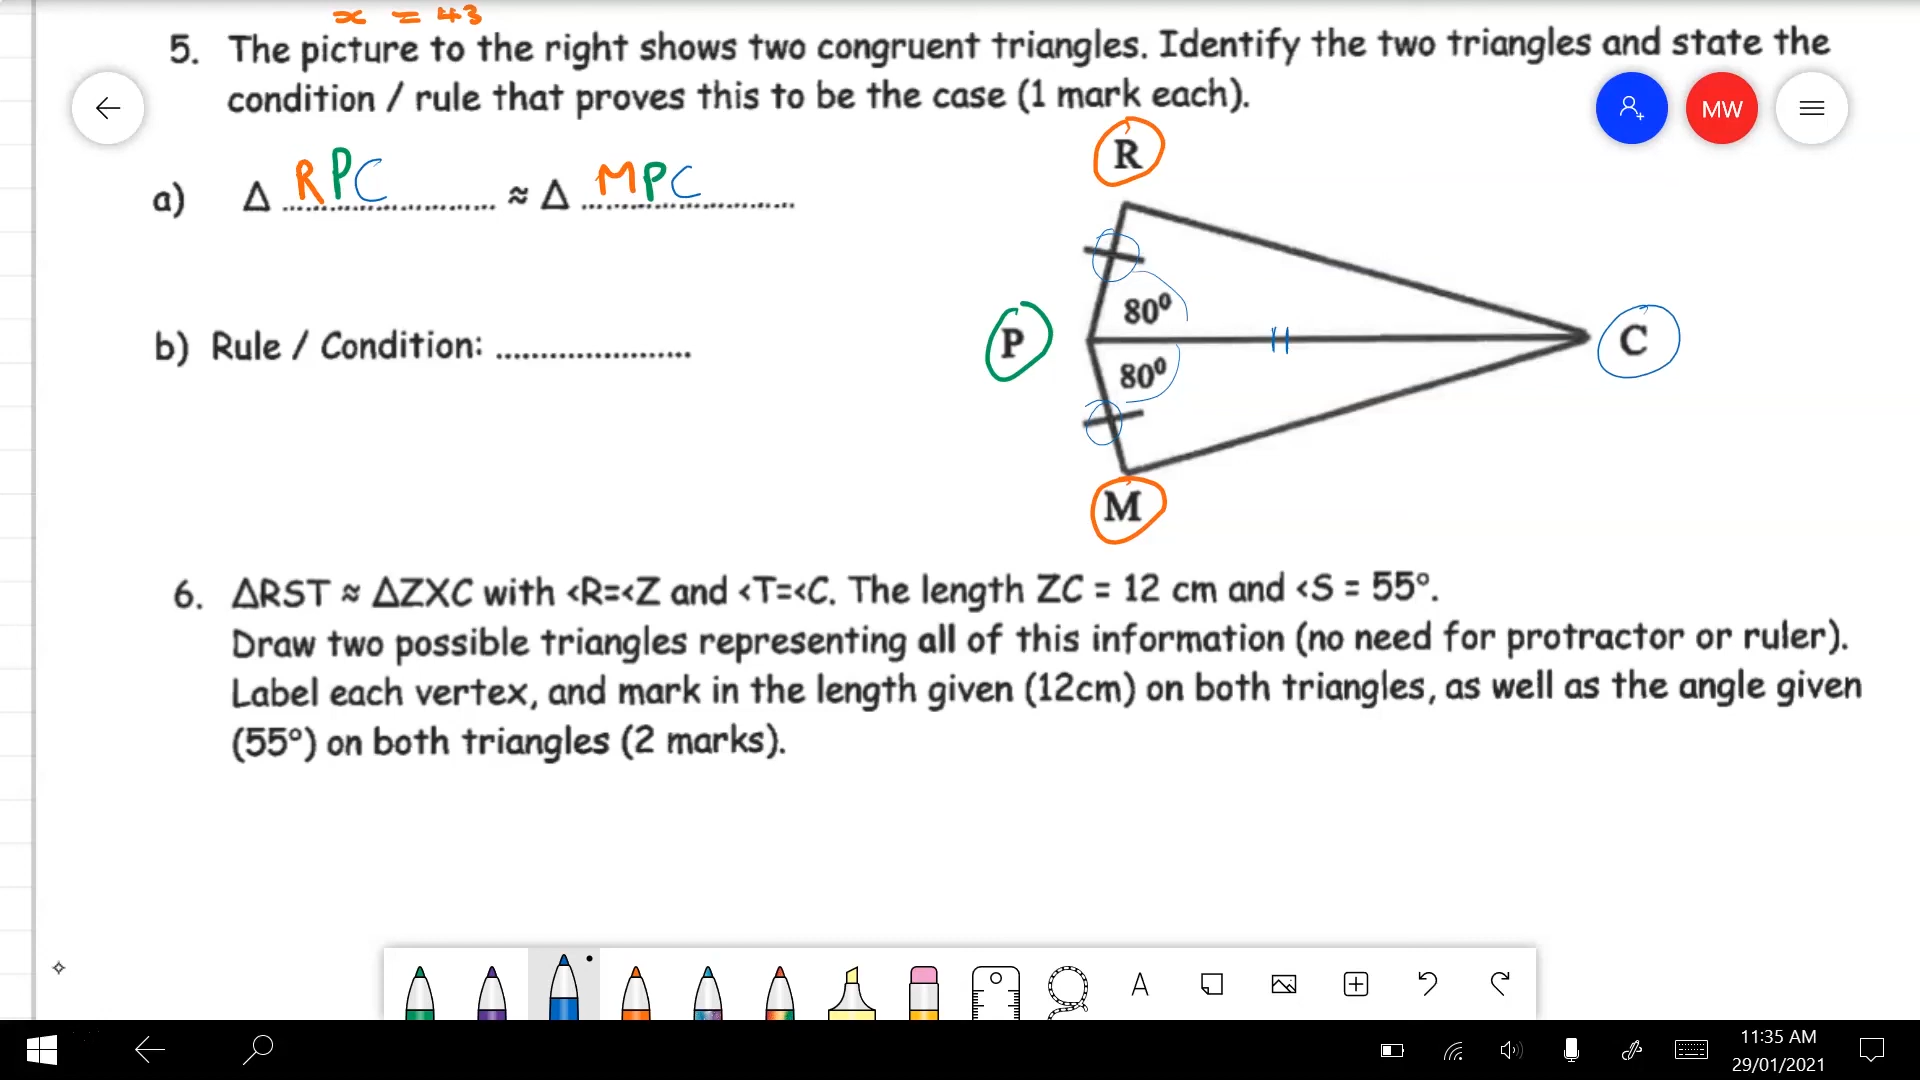 x = 43
5. The picture to the right shows two congruent triangles. Identify the two triangles and state the
condition / rule that proves this to be the case (1 mark each).
MW
a) Δ RPC ≈ Δ MPC
R
80⁰
P
C
80⁰
M
b) Rule / Condition: ......................
6. ΔRST ≈ ΔZXC with <R=<Z and <T=<C. The length ZC = 12 cm and <S = 55°.
Draw two possible triangles representing all of this information (no need for protractor or ruler).
Label each vertex, and mark in the length given (12cm) on both triangles, as well as the angle given
(55°) on both triangles (2 marks).
A
11:35 AM
29/01/2021